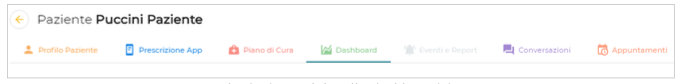 Paziente Puccini Paziente
Profilo Paziente Prescrizione App Piano di Cura Dashboard Eventi e Report Conversazioni Appuntamenti